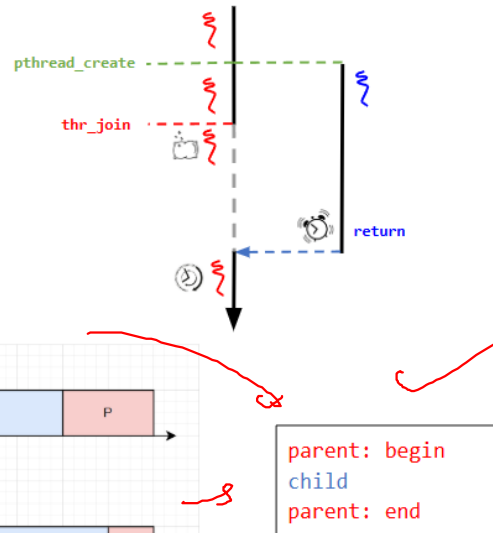 pthread_create
thr_join
return
P
parent: begin
child
parent: end